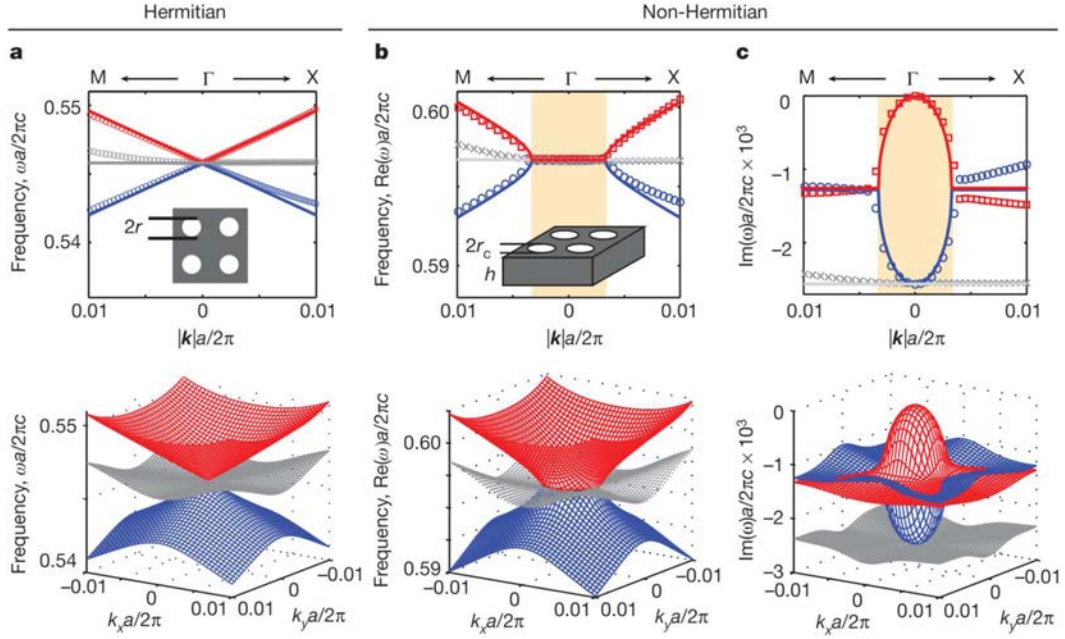 Hermitian
Non-Hermitian
a
M ← Γ → X
Frequency, ωa/2πc
0.55
0.54
2r
0.01 0 0.01
|k|a/2π
b
M ← Γ → X
Frequency, Re(ω)a/2πc
0.60
0.59
2r_c
h
0.01 0 0.01
|k|a/2π
c
M ← Γ → X
Im(ω)a/2πc × 10³
0
−1
−2
0.01 0 0.01
|k|a/2π
Frequency, ωa/2πc
0.55
0.54
−0.01 0 0.01
k_xa/2π
0.01 0 −0.01
k_ya/2π
Frequency, Re(ω)a/2πc
0.60
0.59
−0.01 0 0.01
k_xa/2π
0.01 0 −0.01
k_ya/2π
Im(ω)a/2πc × 10³
0
−1
−2
−3
−0.01 0 0.01
k_xa/2π
0.01 0 −0.01
k_ya/2π